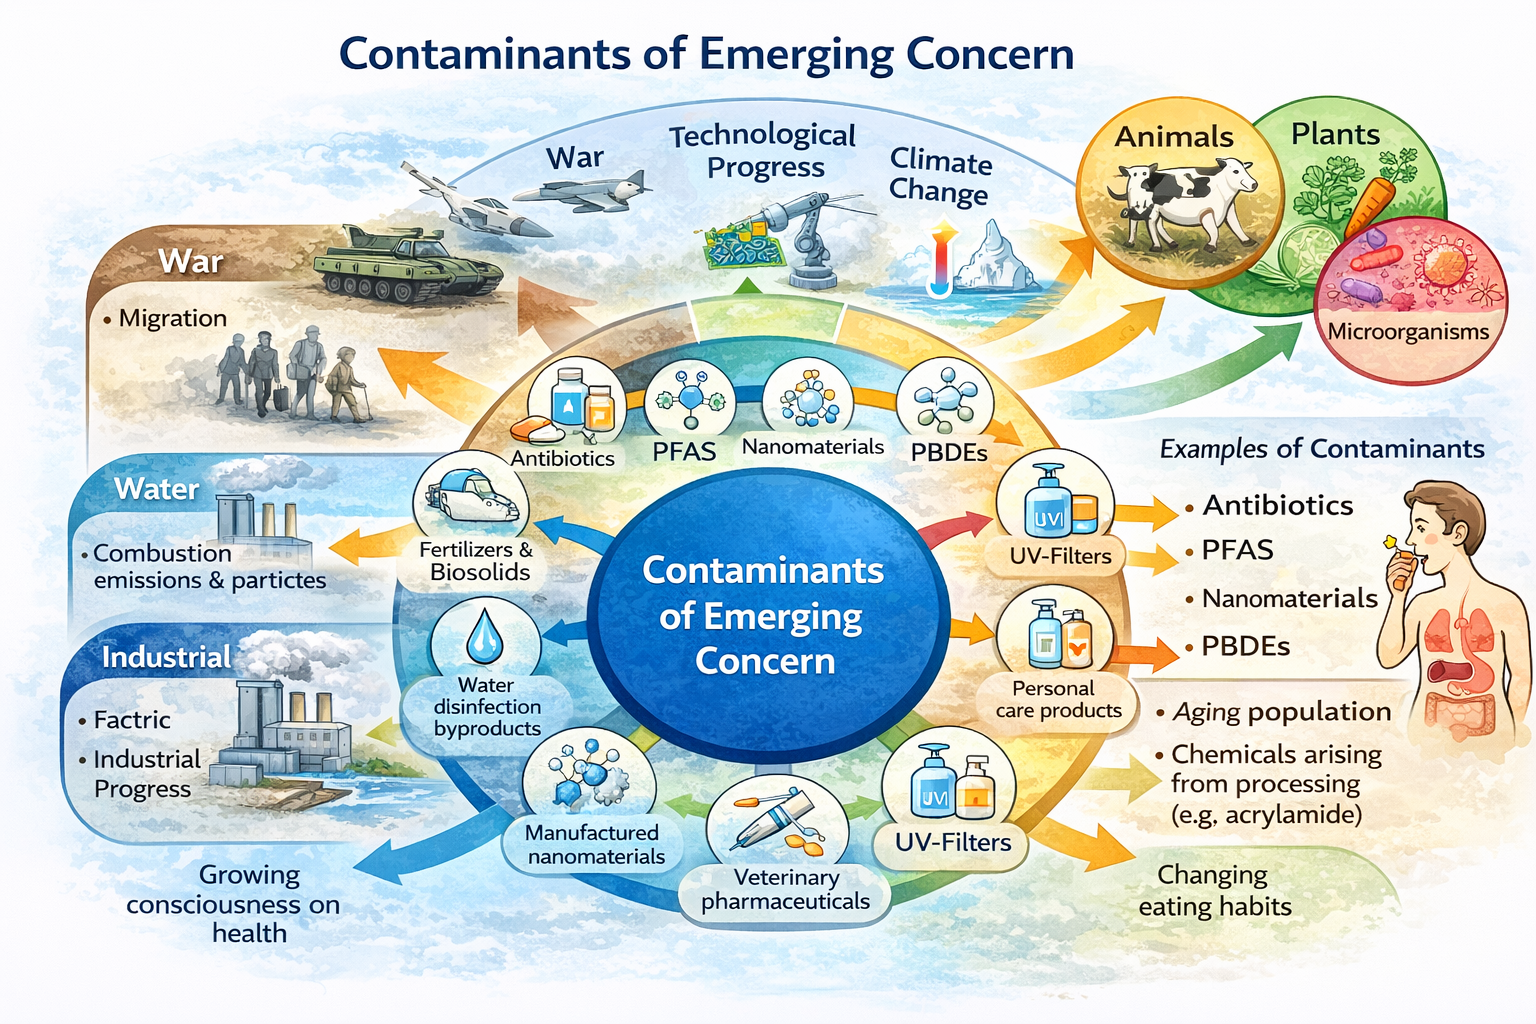 Contaminants of Emerging Concern
War
Technological
Progress
Climate
Change
Animals
Plants
Microorganisms
War
• Migration
Antibiotics
PFAS
Nanomaterials
PBDEs
Water
• Combustion
emissions & partictes
Fertilizers &
Biosolids
Contaminants
of Emerging
Concern
UVI
UV-Filters
Examples of Contaminants
• Antibiotics
• PFAS
• Nanomaterials
• PBDEs
Industrial
• Factric
• Industrial
Progress
Water
disinfection
byproducts
Personal
care products
• Aging population
• Chemicals arising
from processing
(e.g, acrylamide)
Manufactured
nanomaterials
Veterinary
pharmaceuticals
UVI
UV-Filters
Growing
consciousness on
health
Changing
eating habits